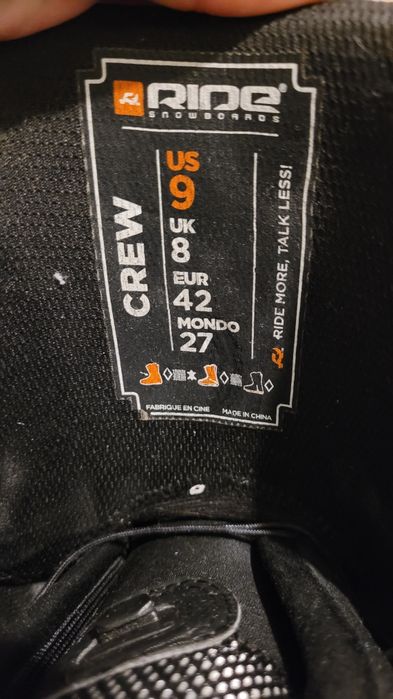 RIDE
SNOWBOARDS
CREW
US
9
UK
8
EUR
42
MONDO
27
RIDE MORE, TALK LESS!
FABRIQUE EN CINE
MADE IN CHINA